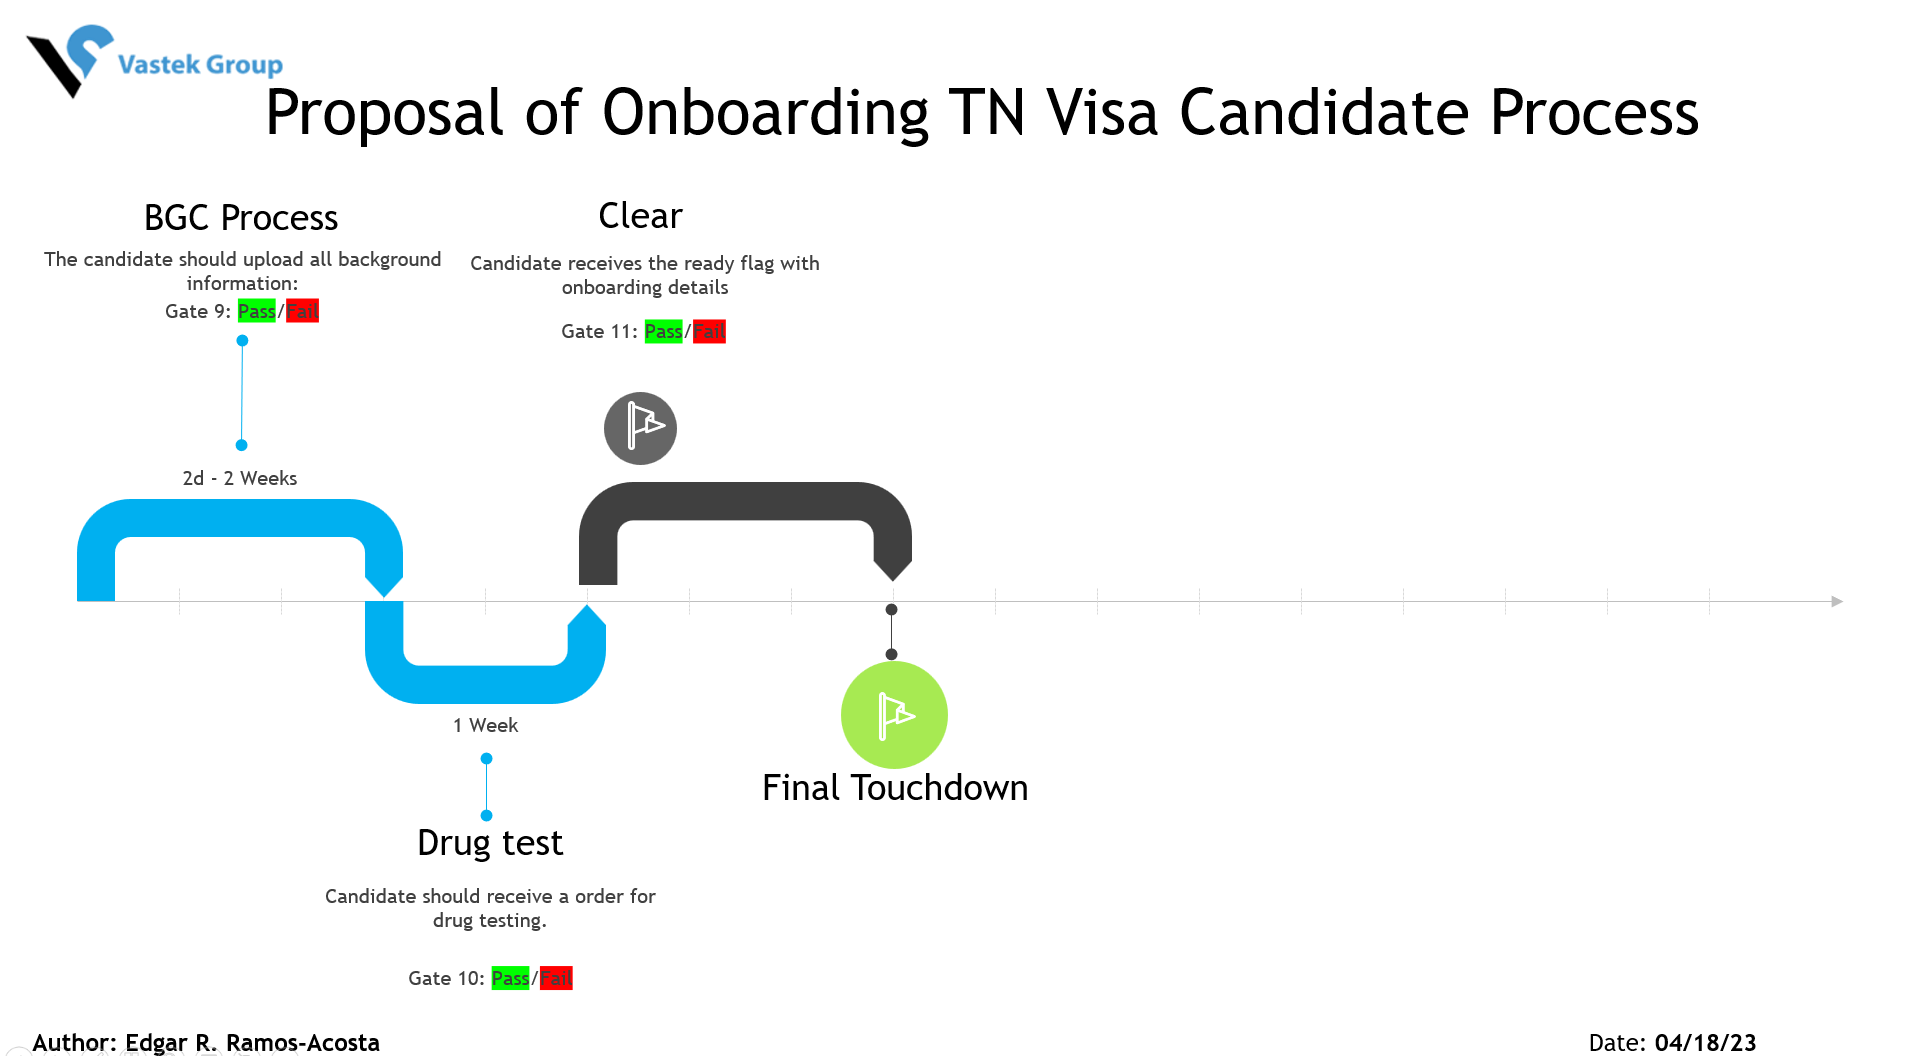 Vastek Group
Proposal of Onboarding TN Visa Candidate Process
BGC Process
The candidate should upload all background
information:
Gate 9: Pass/Fail
2d - 2 Weeks
Clear
Candidate receives the ready flag with
onboarding details
Gate 11: Pass/Fail
1 Week
Drug test
Candidate should receive a order for
drug testing.
Gate 10: Pass/Fail
Final Touchdown
Author: Edgar R. Ramos-Acosta
Date: 04/18/23